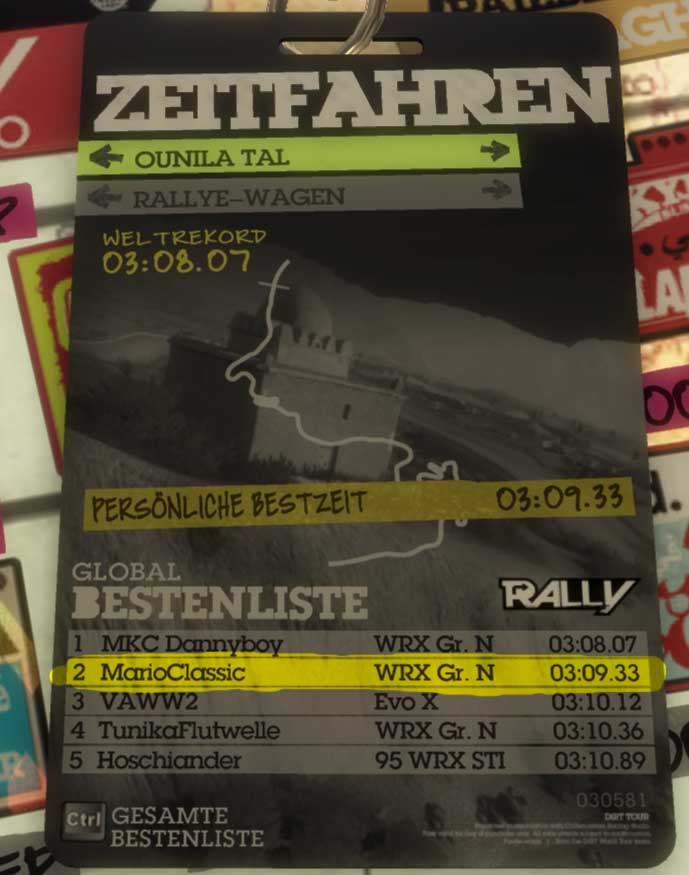 ZEITFAHREN
OUNILA TAL
RALLYE-WAGEN
WELTREKORD
03:08.07
PERSÖNLICHE BESTZEIT 03:09.33
GLOBAL
BESTENLISTE RALLY
1 MKC Dannyboy WRX Gr. N 03:08.07
2 MarioClassic WRX Gr. N 03:09.33
3 VAWW2 Evo X 03:10.12
4 TunikaFlutwelle WRX Gr. N 03:10.36
5 Hoschiander 95 WRX STI 03:10.89
030581
DIRT TOUR
Ctrl GESAMTE
BESTENLISTE